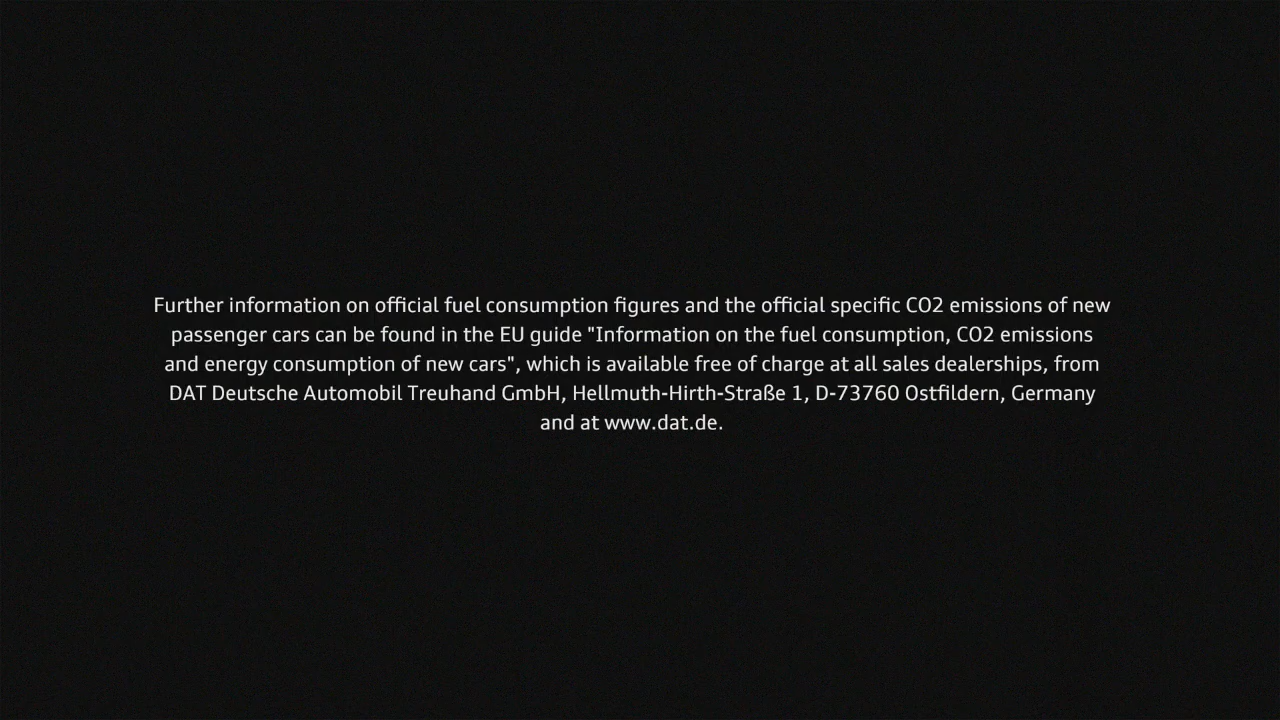 Further information on official fuel consumption figures and the official specific CO2 emissions of new
passenger cars can be found in the EU guide "Information on the fuel consumption, CO2 emissions
and energy consumption of new cars", which is available free of charge at all sales dealerships, from
DAT Deutsche Automobil Treuhand GmbH, Hellmuth-Hirth-Straße 1, D-73760 Ostfildern, Germany
and at www.dat.de.